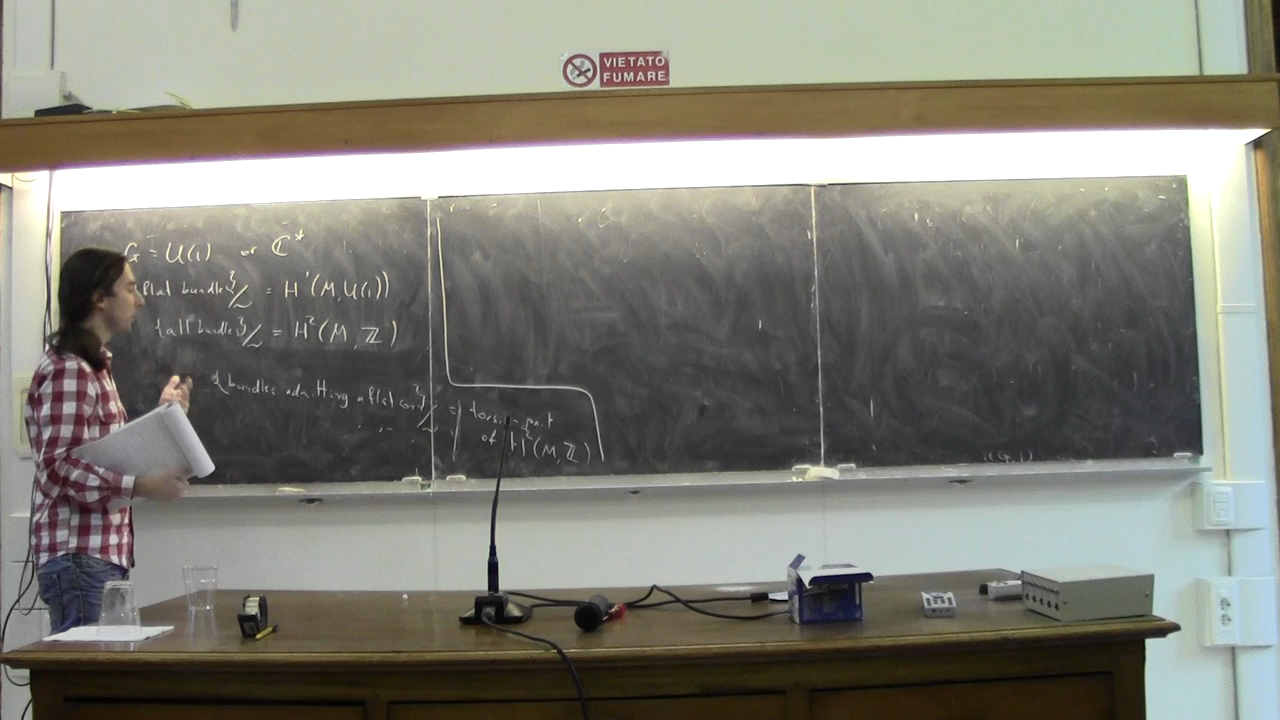 VIETATO
FUMARE
G = U(1) or ℂ*
flat bundles}/~ = H¹(M, U(1))
{all bundles}/~ = H²(M, ℤ)
{bundles admitting a flat conn}/~ = torsion part
of H²(M, ℤ)